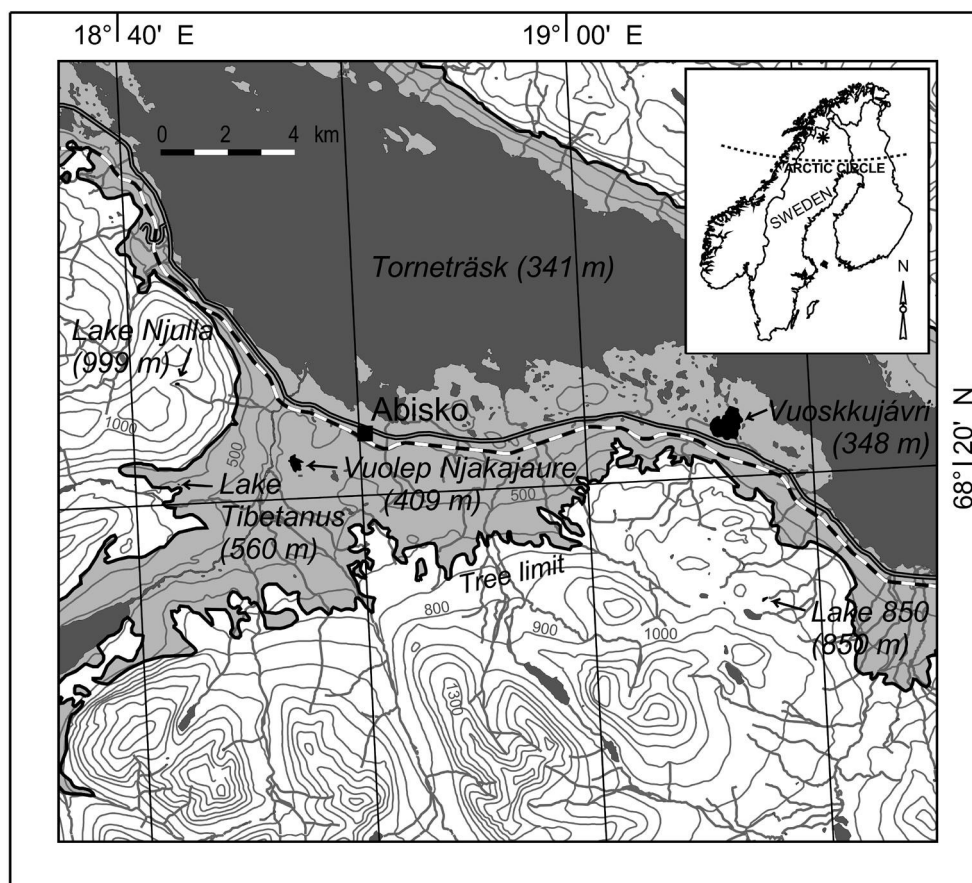 18° 40' E
19° 00' E
0 2 4 km
ARCTIC CIRCLE
SWEDEN
N
Torneträsk (341 m)
Lake Njulla
(999 m)
1000
500
Abisko
Vuoskkujávri
(348 m)
68° 20' N
Lake
Tibetanus
(560 m)
Vuolep Njakajaure
(409 m)
500
Tree limit
800
900
1000
Lake 850
(850 m)
1300